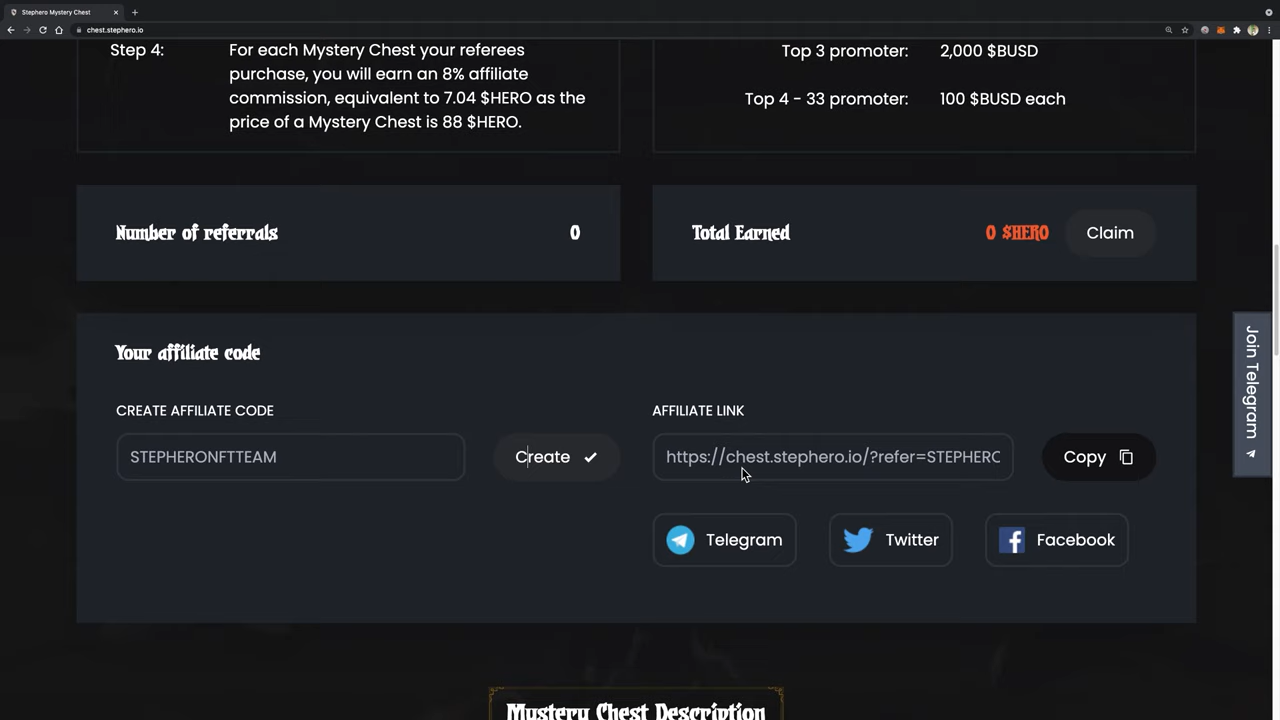 Stephero Mystery Chest
chest.stephero.io
Step 4:
For each Mystery Chest your referees
purchase, you will earn an 8% affiliate
commission, equivalent to 7.04 $HERO as the
price of a Mystery Chest is 88 $HERO.
Top 3 promoter: 2,000 $BUSD
Top 4 - 33 promoter: 100 $BUSD each
Number of referrals 0
Total Earned 0 $HERO Claim
Your affiliate code
CREATE AFFILIATE CODE
STEPHERONFTTEAM Create
AFFILIATE LINK
https://chest.stephero.io/?refer=STEPHERO Copy
Telegram Twitter Facebook
Join Telegram
Mystery Chest Description